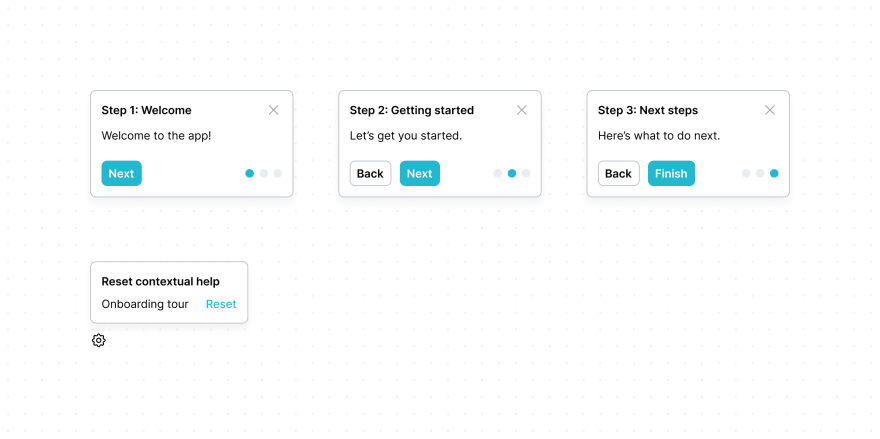 Step 1: Welcome
Welcome to the app!
Next
Step 2: Getting started
Let’s get you started.
Back Next
Step 3: Next steps
Here’s what to do next.
Back Finish
Reset contextual help
Onboarding tour Reset